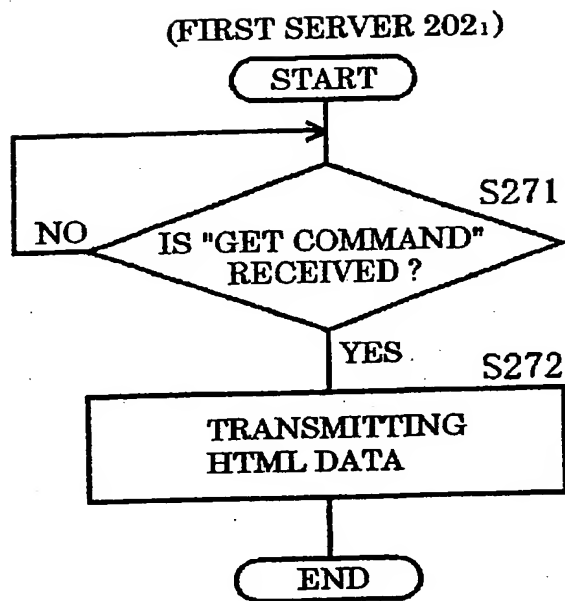 (FIRST SERVER 202₁)
START
S271
NO
IS "GET COMMAND"
RECEIVED ?
YES
S272
TRANSMITTING
HTML DATA
END